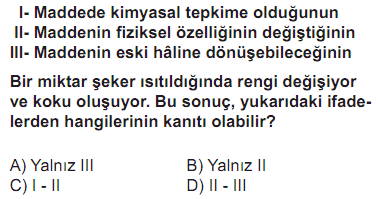 I- Maddede kimyasal tepkime olduğunun
II- Maddenin fiziksel özelliğinin değiştiğinin
III- Maddenin eski hâline dönüşebileceğinin
Bir miktar şeker ısıtıldığında rengi değişiyor
ve koku oluşuyor. Bu sonuç, yukarıdaki ifade-
lerden hangilerinin kanıtı olabilir?
A) Yalnız III B) Yalnız II
C) I - II D) II - III